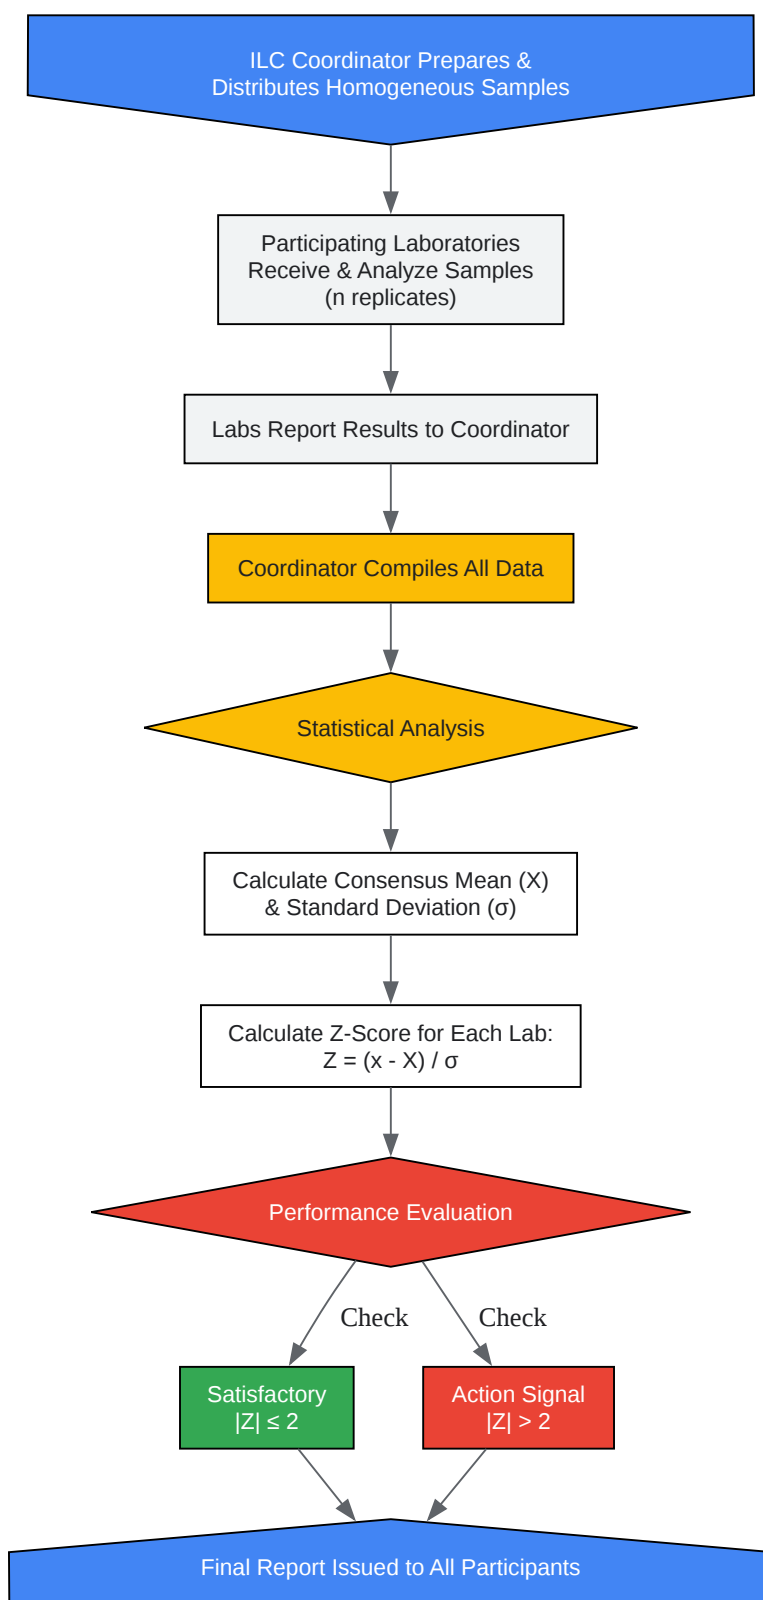 ILC Coordinator Prepares &
Distributes Homogeneous Samples
Participating Laboratories
Receive & Analyze Samples
(n replicates)
Labs Report Results to Coordinator
Coordinator Compiles All Data
Statistical Analysis
Calculate Consensus Mean (X)
& Standard Deviation (σ)
Calculate Z-Score for Each Lab:
Z = (x - X) / σ
Performance Evaluation
Check
Check
Satisfactory
|Z| ≤ 2
Action Signal
|Z| > 2
Final Report Issued to All Participants